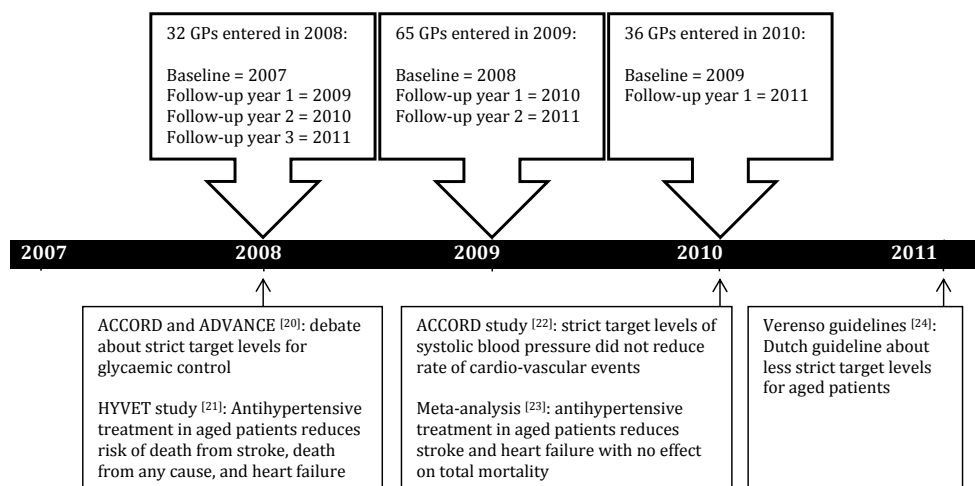 32 GPs entered in 2008:
Baseline = 2007
Follow-up year 1 = 2009
Follow-up year 2 = 2010
Follow-up year 3 = 2011
65 GPs entered in 2009:
Baseline = 2008
Follow-up year 1 = 2010
Follow-up year 2 = 2011
36 GPs entered in 2010:
Baseline = 2009
Follow-up year 1 = 2011
2007 2008 2009 2010 2011
ACCORD and ADVANCE [20]: debate
about strict target levels for
glycaemic control
HYVET study [21]: Antihypertensive
treatment in aged patients reduces
risk of death from stroke, death
from any cause, and heart failure
ACCORD study [22]: strict target levels of
systolic blood pressure did not reduce
rate of cardio-vascular events
Meta-analysis [23]: antihypertensive
treatment in aged patients reduces
stroke and heart failure with no effect
on total mortality
Verenso guidelines [24]:
Dutch guideline about
less strict target levels
for aged patients